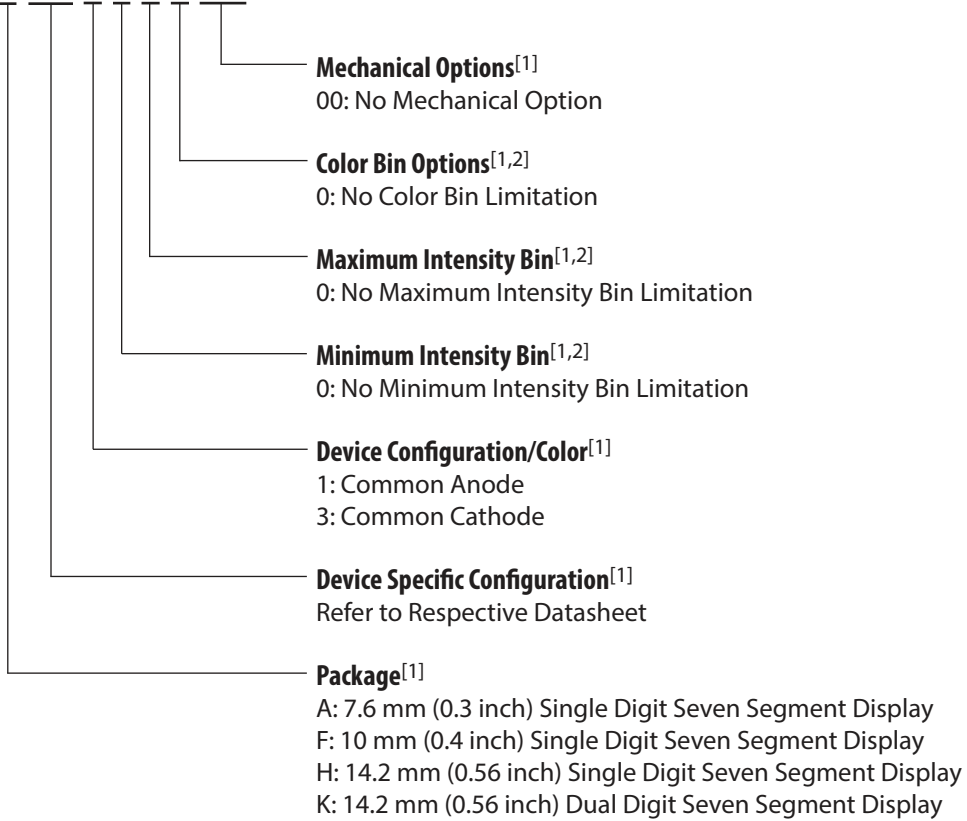 Mechanical Options[1]
00: No Mechanical Option
Color Bin Options[1,2]
0: No Color Bin Limitation
Maximum Intensity Bin[1,2]
0: No Maximum Intensity Bin Limitation
Minimum Intensity Bin[1,2]
0: No Minimum Intensity Bin Limitation
Device Configuration/Color[1]
1: Common Anode
3: Common Cathode
Device Specific Configuration[1]
Refer to Respective Datasheet
Package[1]
A: 7.6 mm (0.3 inch) Single Digit Seven Segment Display
F: 10 mm (0.4 inch) Single Digit Seven Segment Display
H: 14.2 mm (0.56 inch) Single Digit Seven Segment Display
K: 14.2 mm (0.56 inch) Dual Digit Seven Segment Display